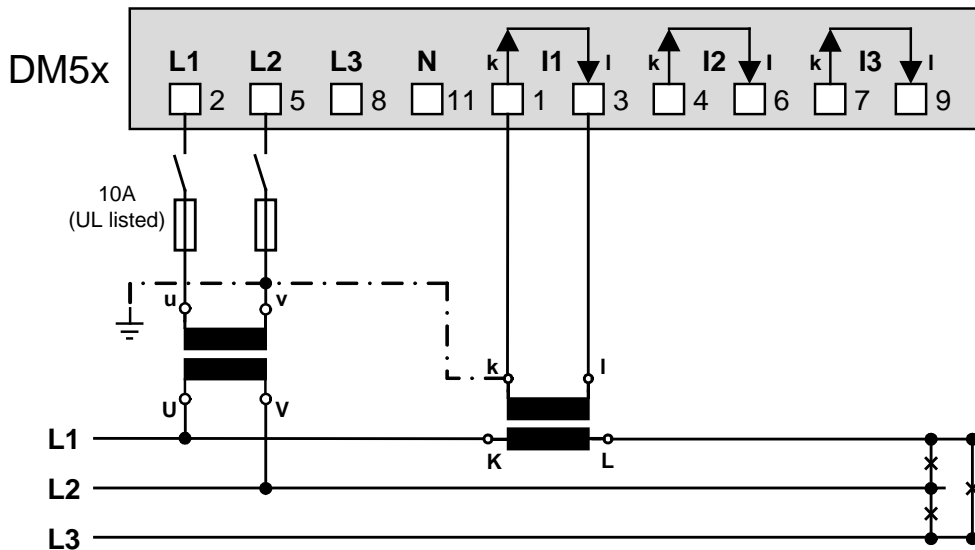 DM5x
L1 L2 L3 N k I1 l k I2 l k I3 l
2 5 8 11 1 3 4 6 7 9
10A
(UL listed)
u v
k l
U V
L1
K L
L2
L3